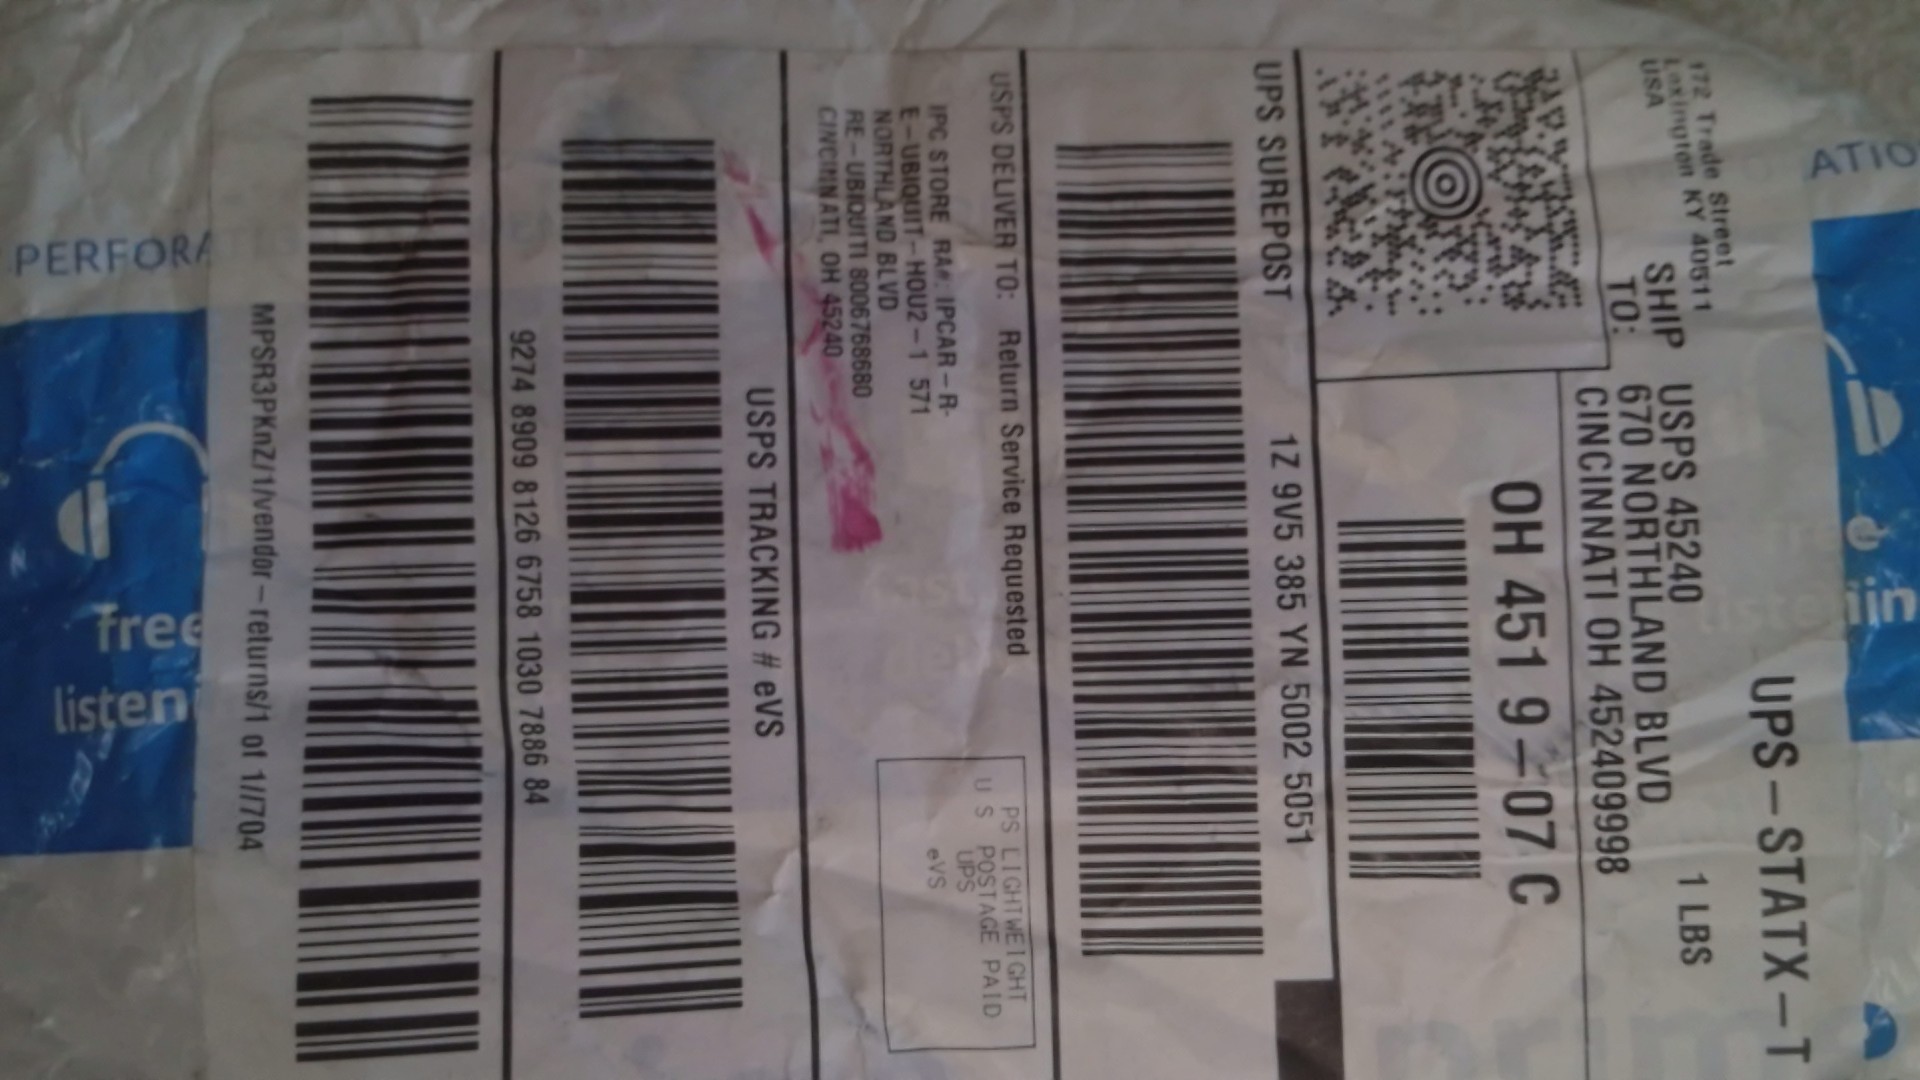 UPS-STATX-T
1 LBS
172 Trade Street
Lexington KY 40511
USA
SHIP
TO:
USPS 45240
670 NORTHLAND BLVD
CINCINNATI OH 452409998
OH 451 9-07 C
UPS SUREPOST
1Z 9V5 385 YN 5002 5051
USPS DELIVER TO: Return Service Requested
IPC STORE RA#: IPCAR-R-
E-UBIQUIT-HOU2-1 571
NORTHLAND BLVD
RE-UBIQUITI 8006768680
CINCINNATI, OH 45240
PS LIGHTWEIGHT
U S POSTAGE PAID
UPS
eVS
USPS TRACKING # eVS
9274 8909 8126 6758 1030 7886 84
MPSR3PKnZ/1/vendor-returns/1 of 1//704
PERFORA
free
listeni
ATIO